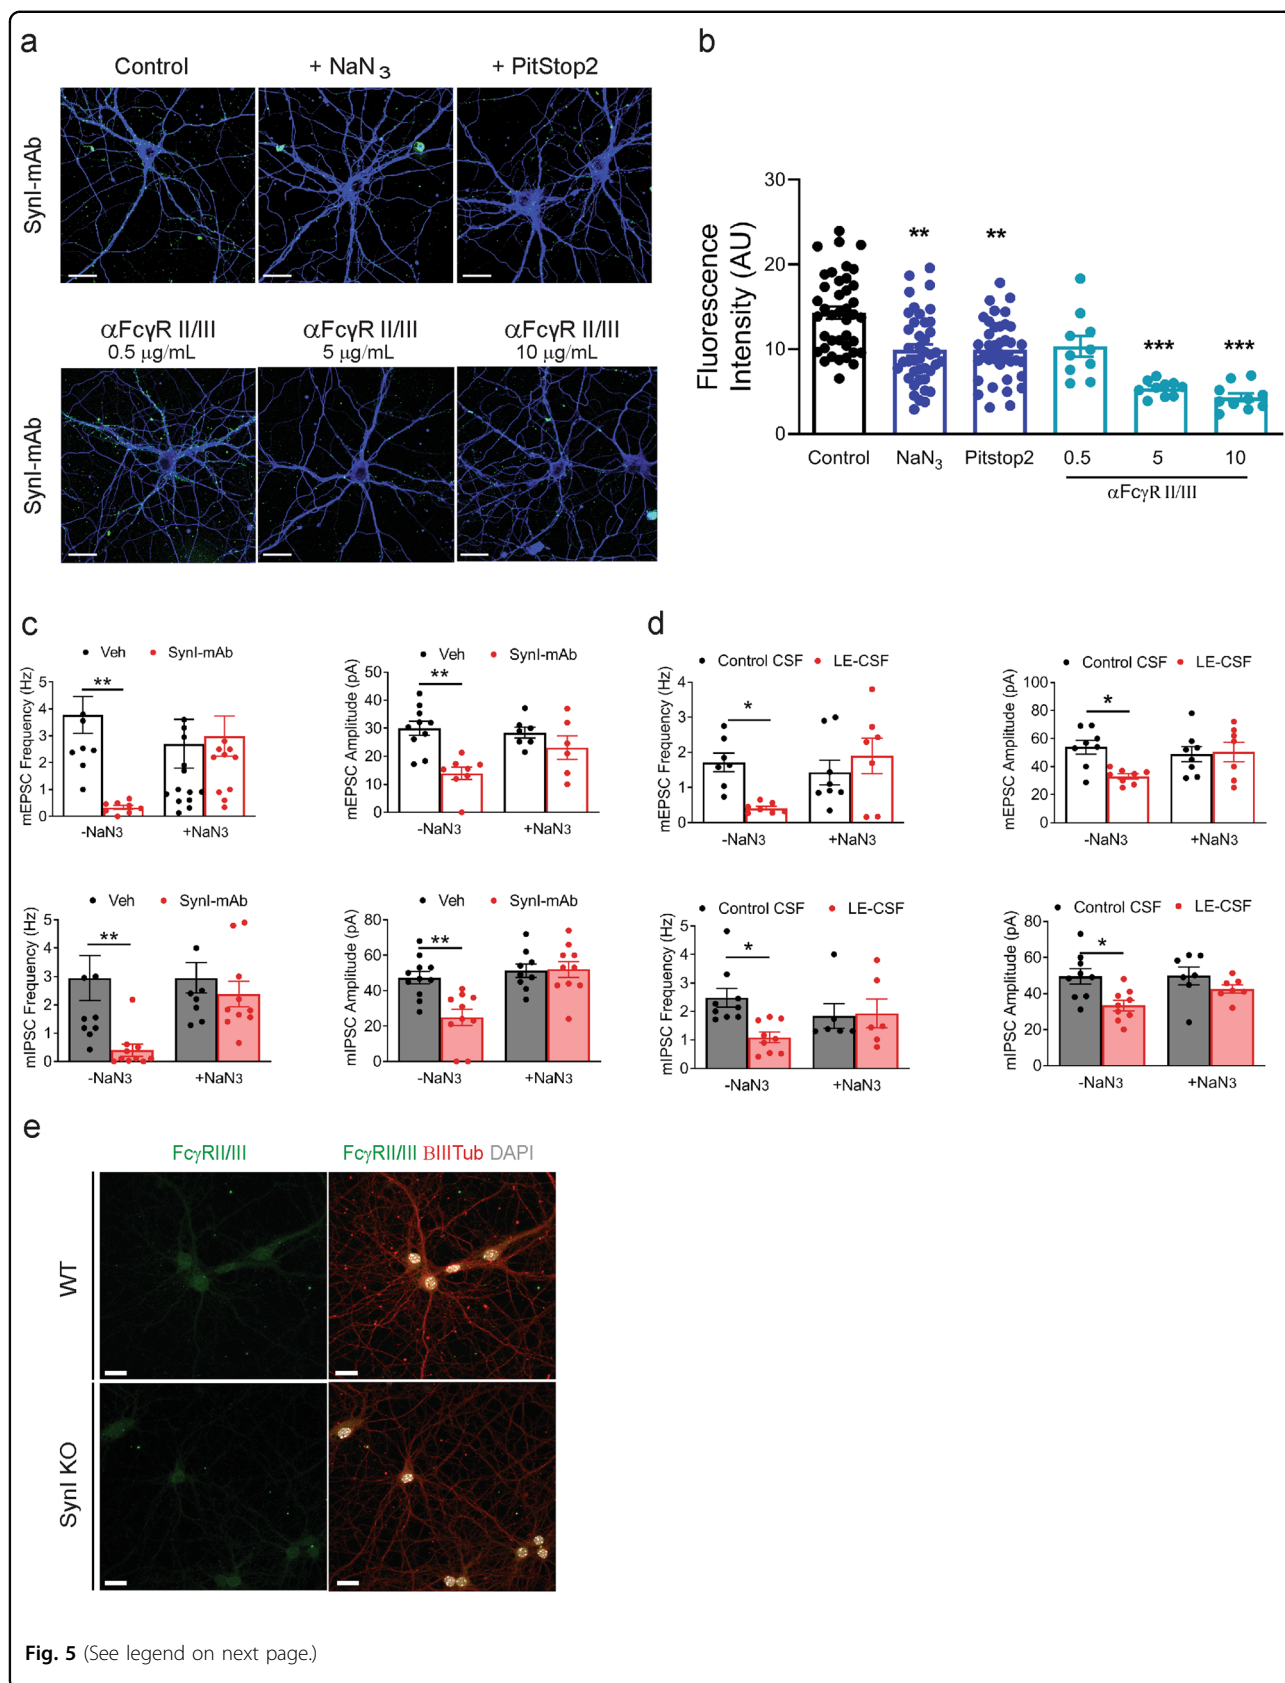 a
Control
+ NaN3
+ PitStop2
SynI-mAb
αFcγR II/III
0.5 µg/mL
αFcγR II/III
5 µg/mL
αFcγR II/III
10 µg/mL
SynI-mAb
b
Fluorescence
Intensity (AU)
30
20
10
0
**
**
***
***
Control
NaN3
Pitstop2
0.5
5
10
αFcγR II/III
c
Veh
SynI-mAb
mEPSC Frequency (Hz)
5
4
3
2
1
0
**
-NaN3
+NaN3
Veh
SynI-mAb
mEPSC Amplitude (pA)
50
40
30
20
10
0
**
-NaN3
+NaN3
Veh
SynI-mAb
mIPSC Frequency (Hz)
5
4
3
2
1
0
**
-NaN3
+NaN3
Veh
SynI-mAb
mIPSC Amplitude (pA)
80
60
40
20
0
**
-NaN3
+NaN3
d
Control CSF
LE-CSF
mEPSC Frequency (Hz)
4
3
2
1
0
*
-NaN3
+NaN3
Control CSF
LE-CSF
mEPSC Amplitude (pA)
100
80
60
40
20
0
*
-NaN3
+NaN3
Control CSF
LE-CSF
mIPSC Frequency (Hz)
5
4
3
2
1
0
*
-NaN3
+NaN3
Control CSF
LE-CSF
mIPSC Amplitude (pA)
80
60
40
20
0
*
-NaN3
+NaN3
e
FcγRII/III
FcγRII/III BIIITub DAPI
WT
SynI KO
Fig. 5 (See legend on next page.)